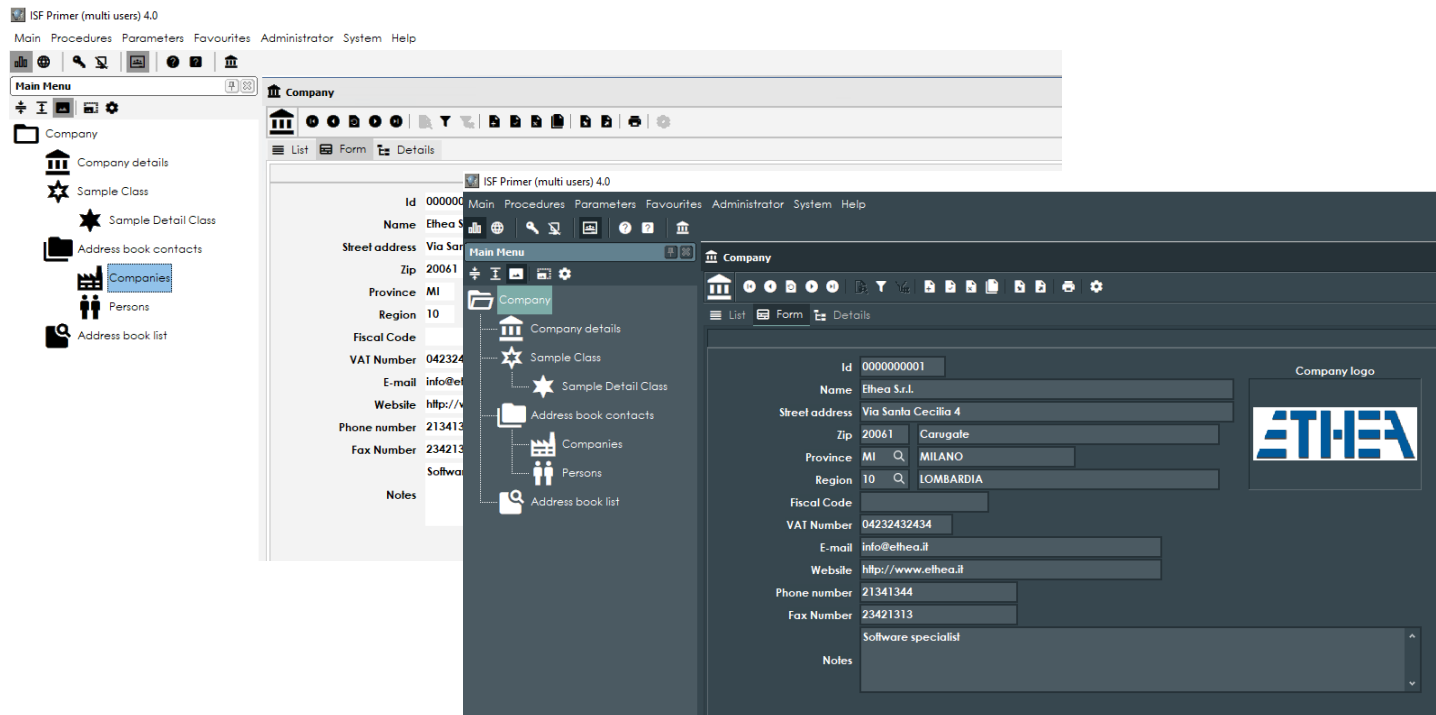 ISF Primer (multi users) 4.0
Main Procedures Parameters Favourites Administrator System Help
Main Menu
Company
Company details
Sample Class
Sample Detail Class
Address book contacts
Companies
Persons
Address book list
Company
List Form Details
Id 00000
Name Ethea S
Street address Via San
Zip 20061
Province MI
Region 10
Fiscal Code
VAT Number 042324
E-mail info@et
Website http://w
Phone number 213413
Fax Number 234213
Softwa
Notes
ISF Primer (multi users) 4.0
Main Procedures Parameters Favourites Administrator System Help
Main Menu
Company
Company details
Sample Class
Sample Detail Class
Address book contacts
Companies
Persons
Address book list
Company
List Form Details
Id 0000000001
Name Ethea S.r.l.
Street address Via Santa Cecilia 4
Zip 20061 Carugate
Province MI MILANO
Region 10 LOMBARDIA
Fiscal Code
VAT Number 04232432434
E-mail info@ethea.it
Website http://www.ethea.it
Phone number 21341344
Fax Number 23421313
Software specialist
Notes
Company logo
ETHEA